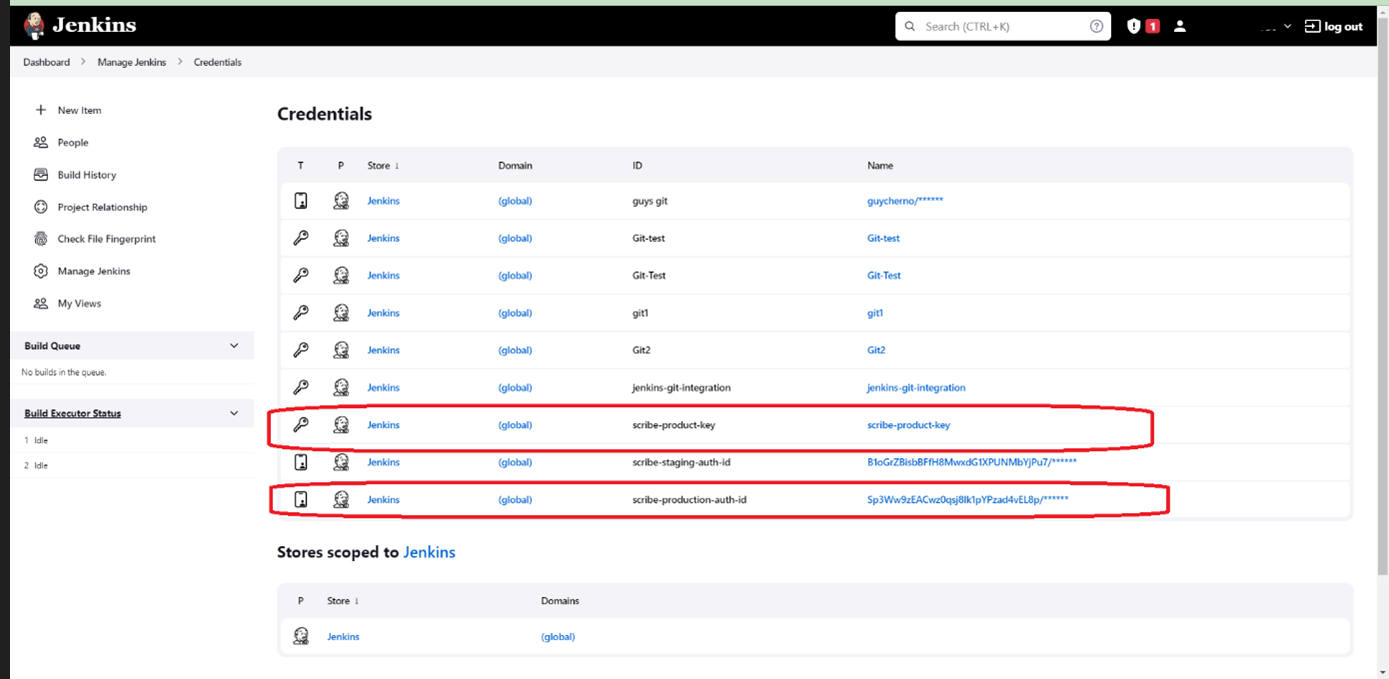 Jenkins
Search (CTRL+K)
1
log out
Dashboard > Manage Jenkins > Credentials
New Item
People
Build History
Project Relationship
Check File Fingerprint
Manage Jenkins
My Views
Build Queue
No builds in the queue.
Build Executor Status
1 Idle
2 Idle
Credentials
T P Store ↓ Domain ID Name
Jenkins (global) guys git guycherno/******
Jenkins (global) Git-test Git-test
Jenkins (global) Git-Test Git-Test
Jenkins (global) git1 git1
Jenkins (global) Git2 Git2
Jenkins (global) jenkins-git-integration jenkins-git-integration
Jenkins (global) scribe-product-key scribe-product-key
Jenkins (global) scribe-staging-auth-id
Jenkins (global) scribe-production-auth-id
Stores scoped to Jenkins
P Store ↓ Domains
Jenkins (global)